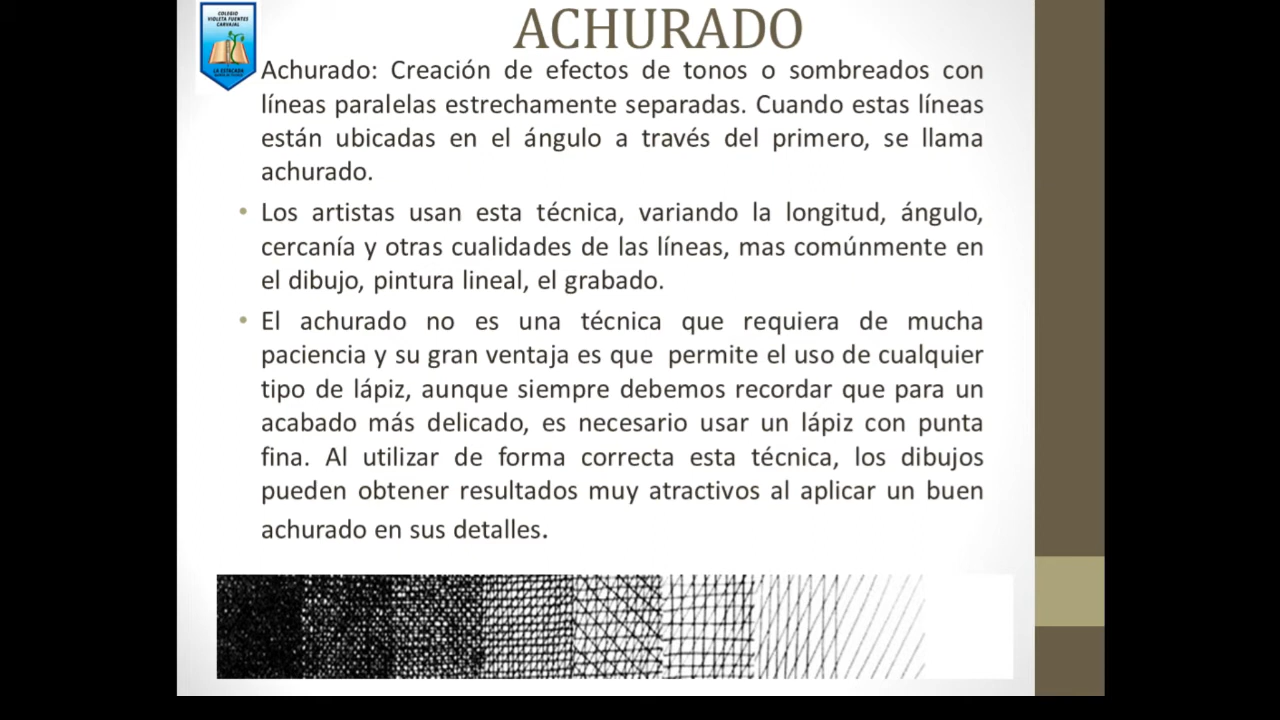 COLEGIO
VIOLETA FUENTES
CARVAJAL
ACHURADO
Achurado: Creación de efectos de tonos o sombreados con
líneas paralelas estrechamente separadas. Cuando estas líneas
están ubicadas en el ángulo a través del primero, se llama
achurado.
• Los artistas usan esta técnica, variando la longitud, ángulo,
cercanía y otras cualidades de las líneas, mas comúnmente en
el dibujo, pintura lineal, el grabado.
• El achurado no es una técnica que requiera de mucha
paciencia y su gran ventaja es que permite el uso de cualquier
tipo de lápiz, aunque siempre debemos recordar que para un
acabado más delicado, es necesario usar un lápiz con punta
fina. Al utilizar de forma correcta esta técnica, los dibujos
pueden obtener resultados muy atractivos al aplicar un buen
achurado en sus detalles.